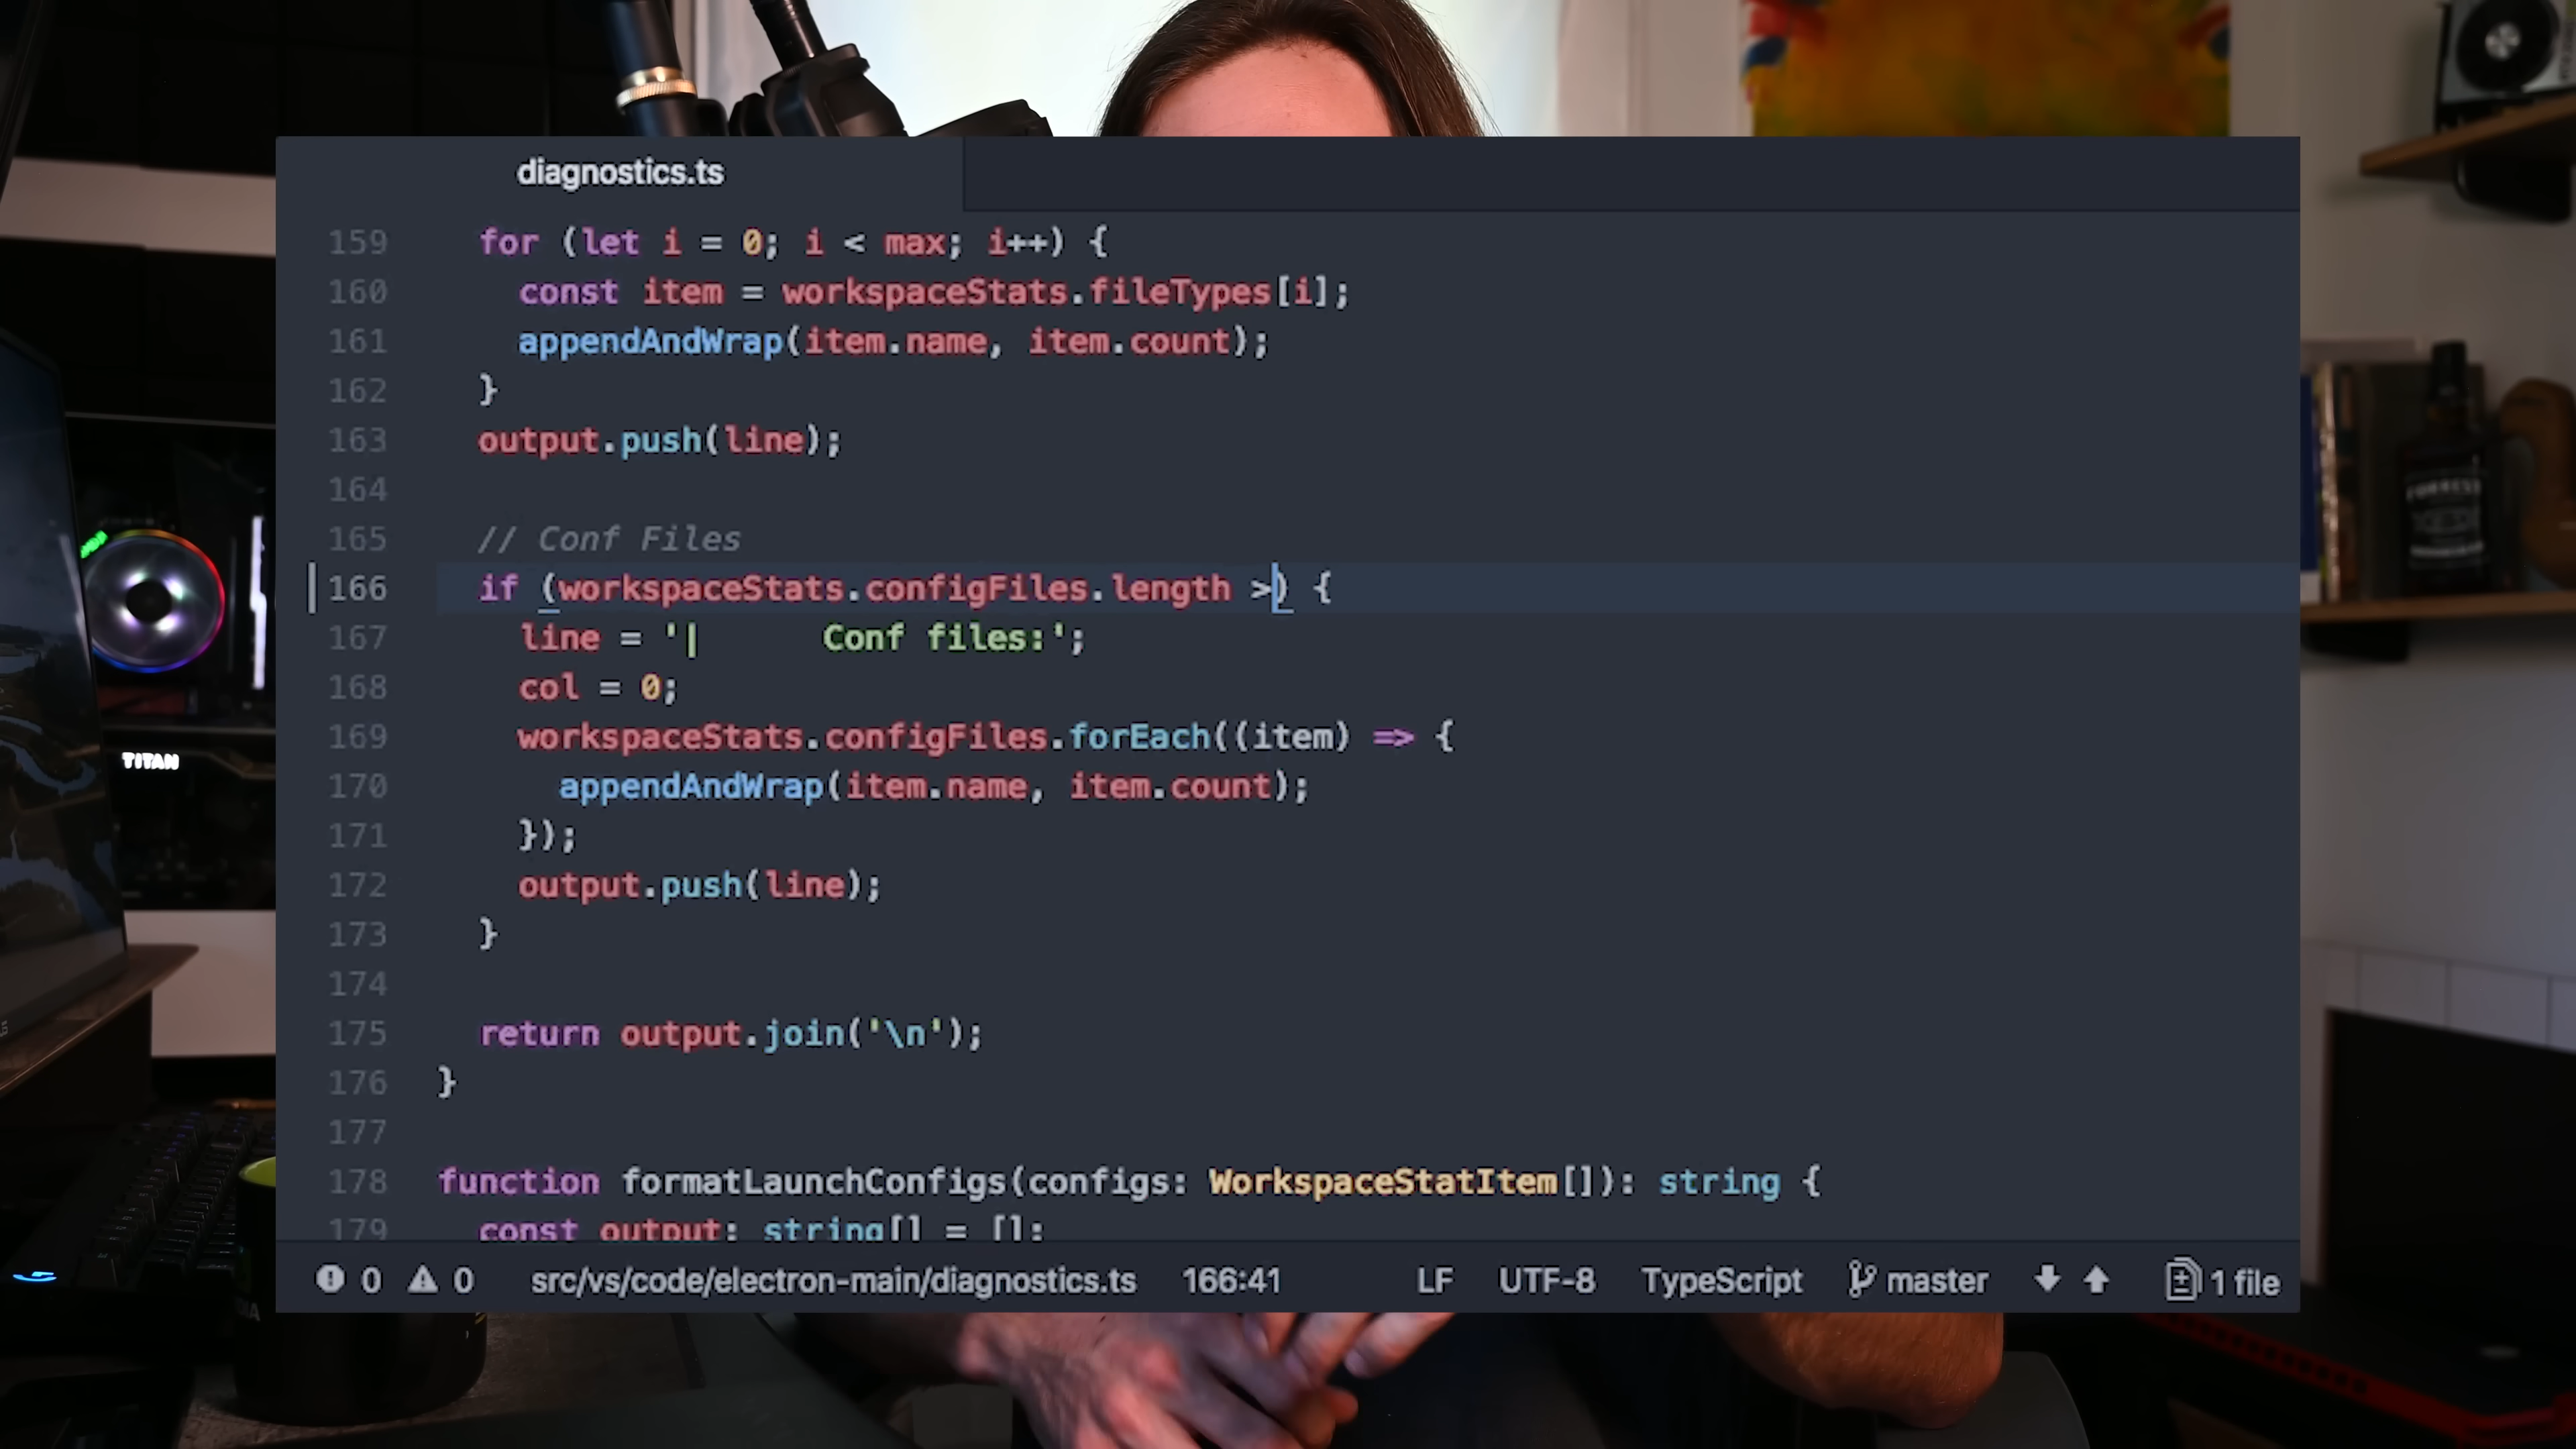 diagnostics.ts
159 for (let i = 0; i < max; i++) {
160 const item = workspaceStats.fileTypes[i];
161 appendAndWrap(item.name, item.count);
162 }
163 output.push(line);
164
165 // Conf Files
166 if (workspaceStats.configFiles.length >) {
167 line = '|      Conf files:';
168 col = 0;
169 workspaceStats.configFiles.forEach((item) => {
170 appendAndWrap(item.name, item.count);
171 });
172 output.push(line);
173 }
174
175 return output.join('\n');
176 }
177
178 function formatLaunchConfigs(configs: WorkspaceStatItem[]): string {
179 const output: string[] = [];
0 0 src/vs/code/electron-main/diagnostics.ts 166:41 LF UTF-8 TypeScript master 1 file
TITAN